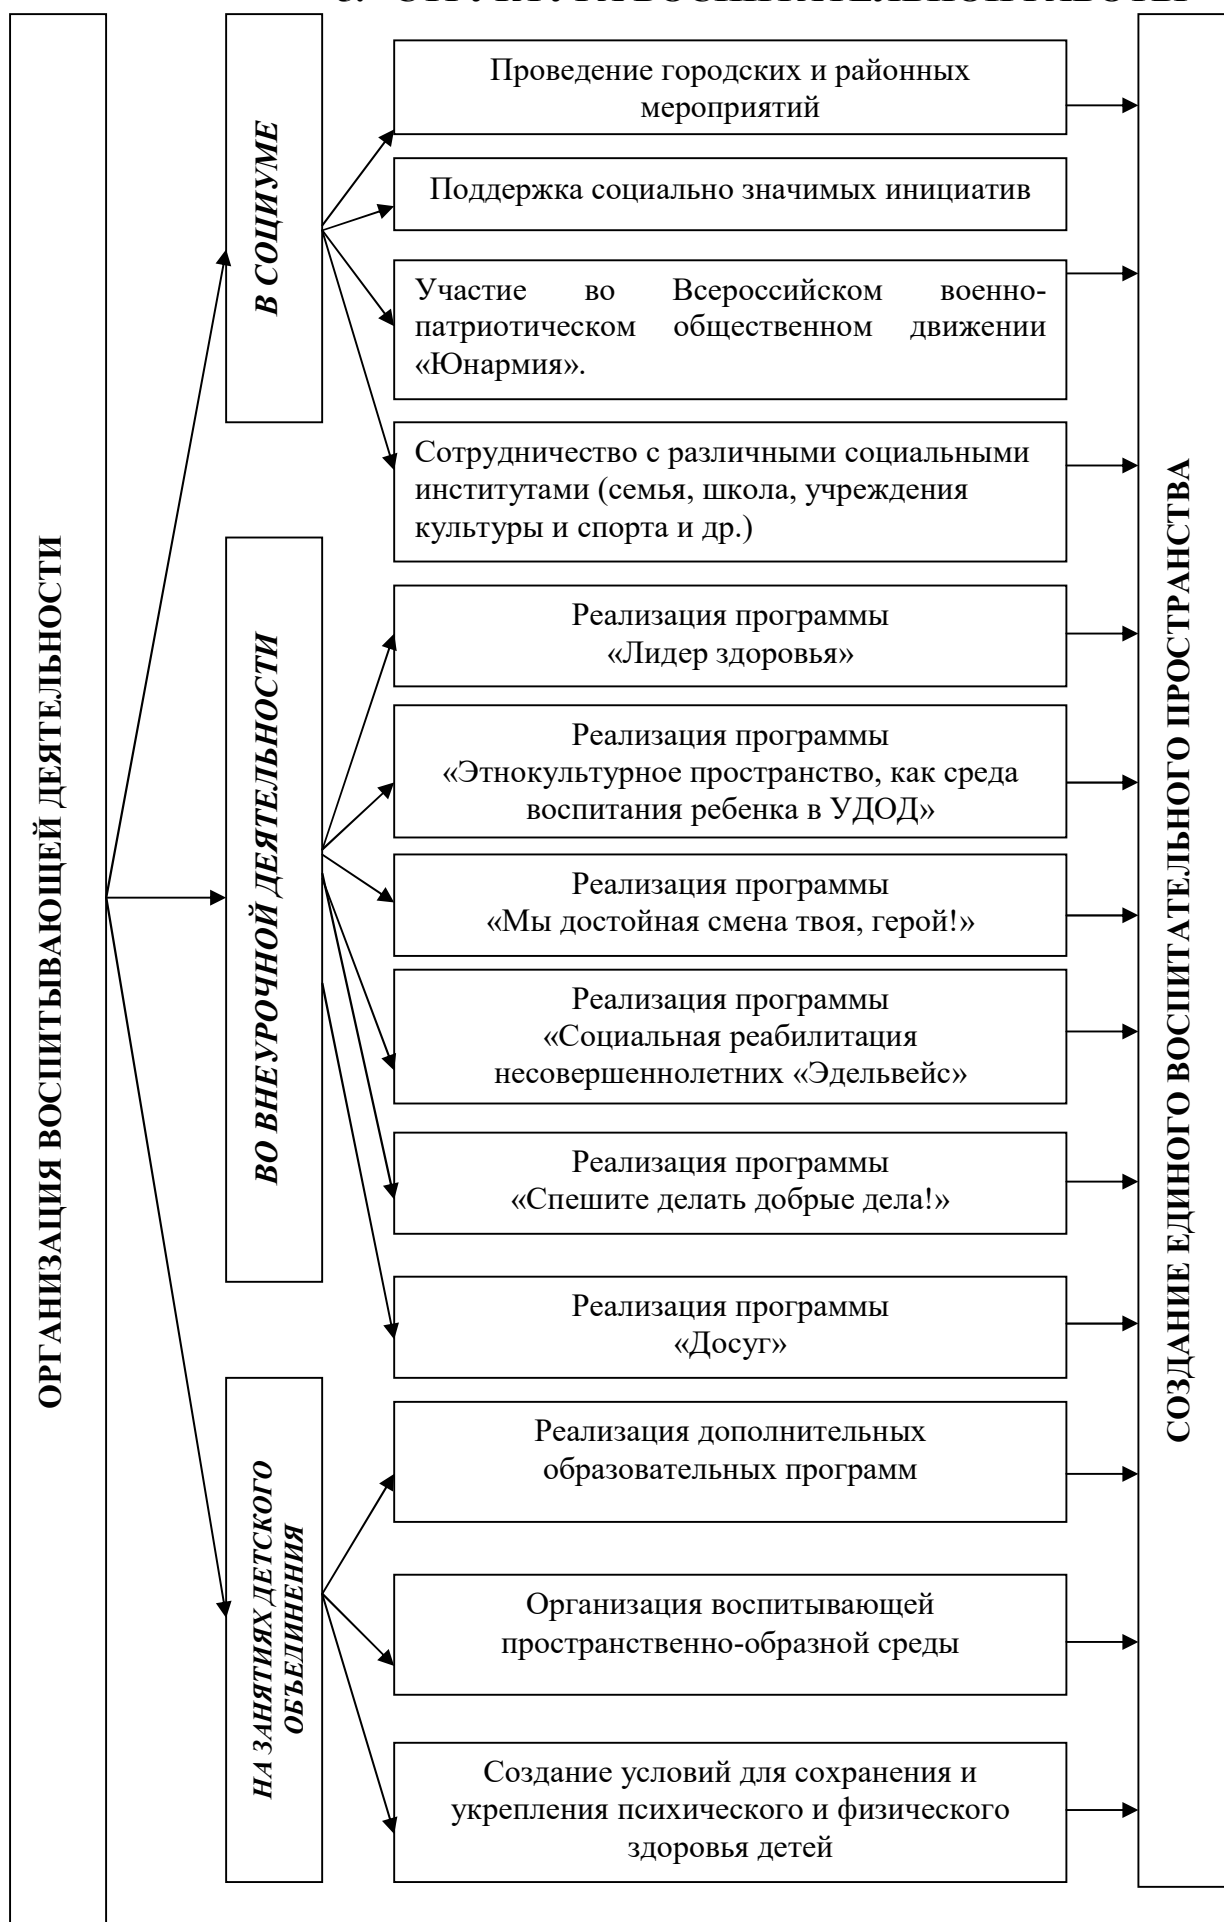 ОРГАНИЗАЦИЯ ВОСПИТЫВАЮЩЕЙ ДЕЯТЕЛЬНОСТИ
В СОЦИУМЕ
Проведение городских и районных
мероприятий
Поддержка социально значимых инициатив
Участие во Всероссийском военно-
патриотическом общественном движении
«Юнармия».
Сотрудничество с различными социальными
институтами (семья, школа, учреждения
культуры и спорта и др.)
ВО ВНЕУРОЧНОЙ ДЕЯТЕЛЬНОСТИ
Реализация программы
«Лидер здоровья»
Реализация программы
«Этнокультурное пространство, как среда
воспитания ребенка в УДОД»
Реализация программы
«Мы достойная смена твоя, герой!»
Реализация программы
«Социальная реабилитация
несовершеннолетних «Эдельвейс»
Реализация программы
«Спешите делать добрые дела!»
Реализация программы
«Досуг»
НА ЗАНЯТИЯХ ДЕТСКОГО
ОБЪЕДИНЕНИЯ
Реализация дополнительных
образовательных программ
Организация воспитывающей
пространственно-образной среды
Создание условий для сохранения и
укрепления психического и физического
здоровья детей
СОЗДАНИЕ ЕДИНОГО ВОСПИТАТЕЛЬНОГО ПРОСТРАНСТВА